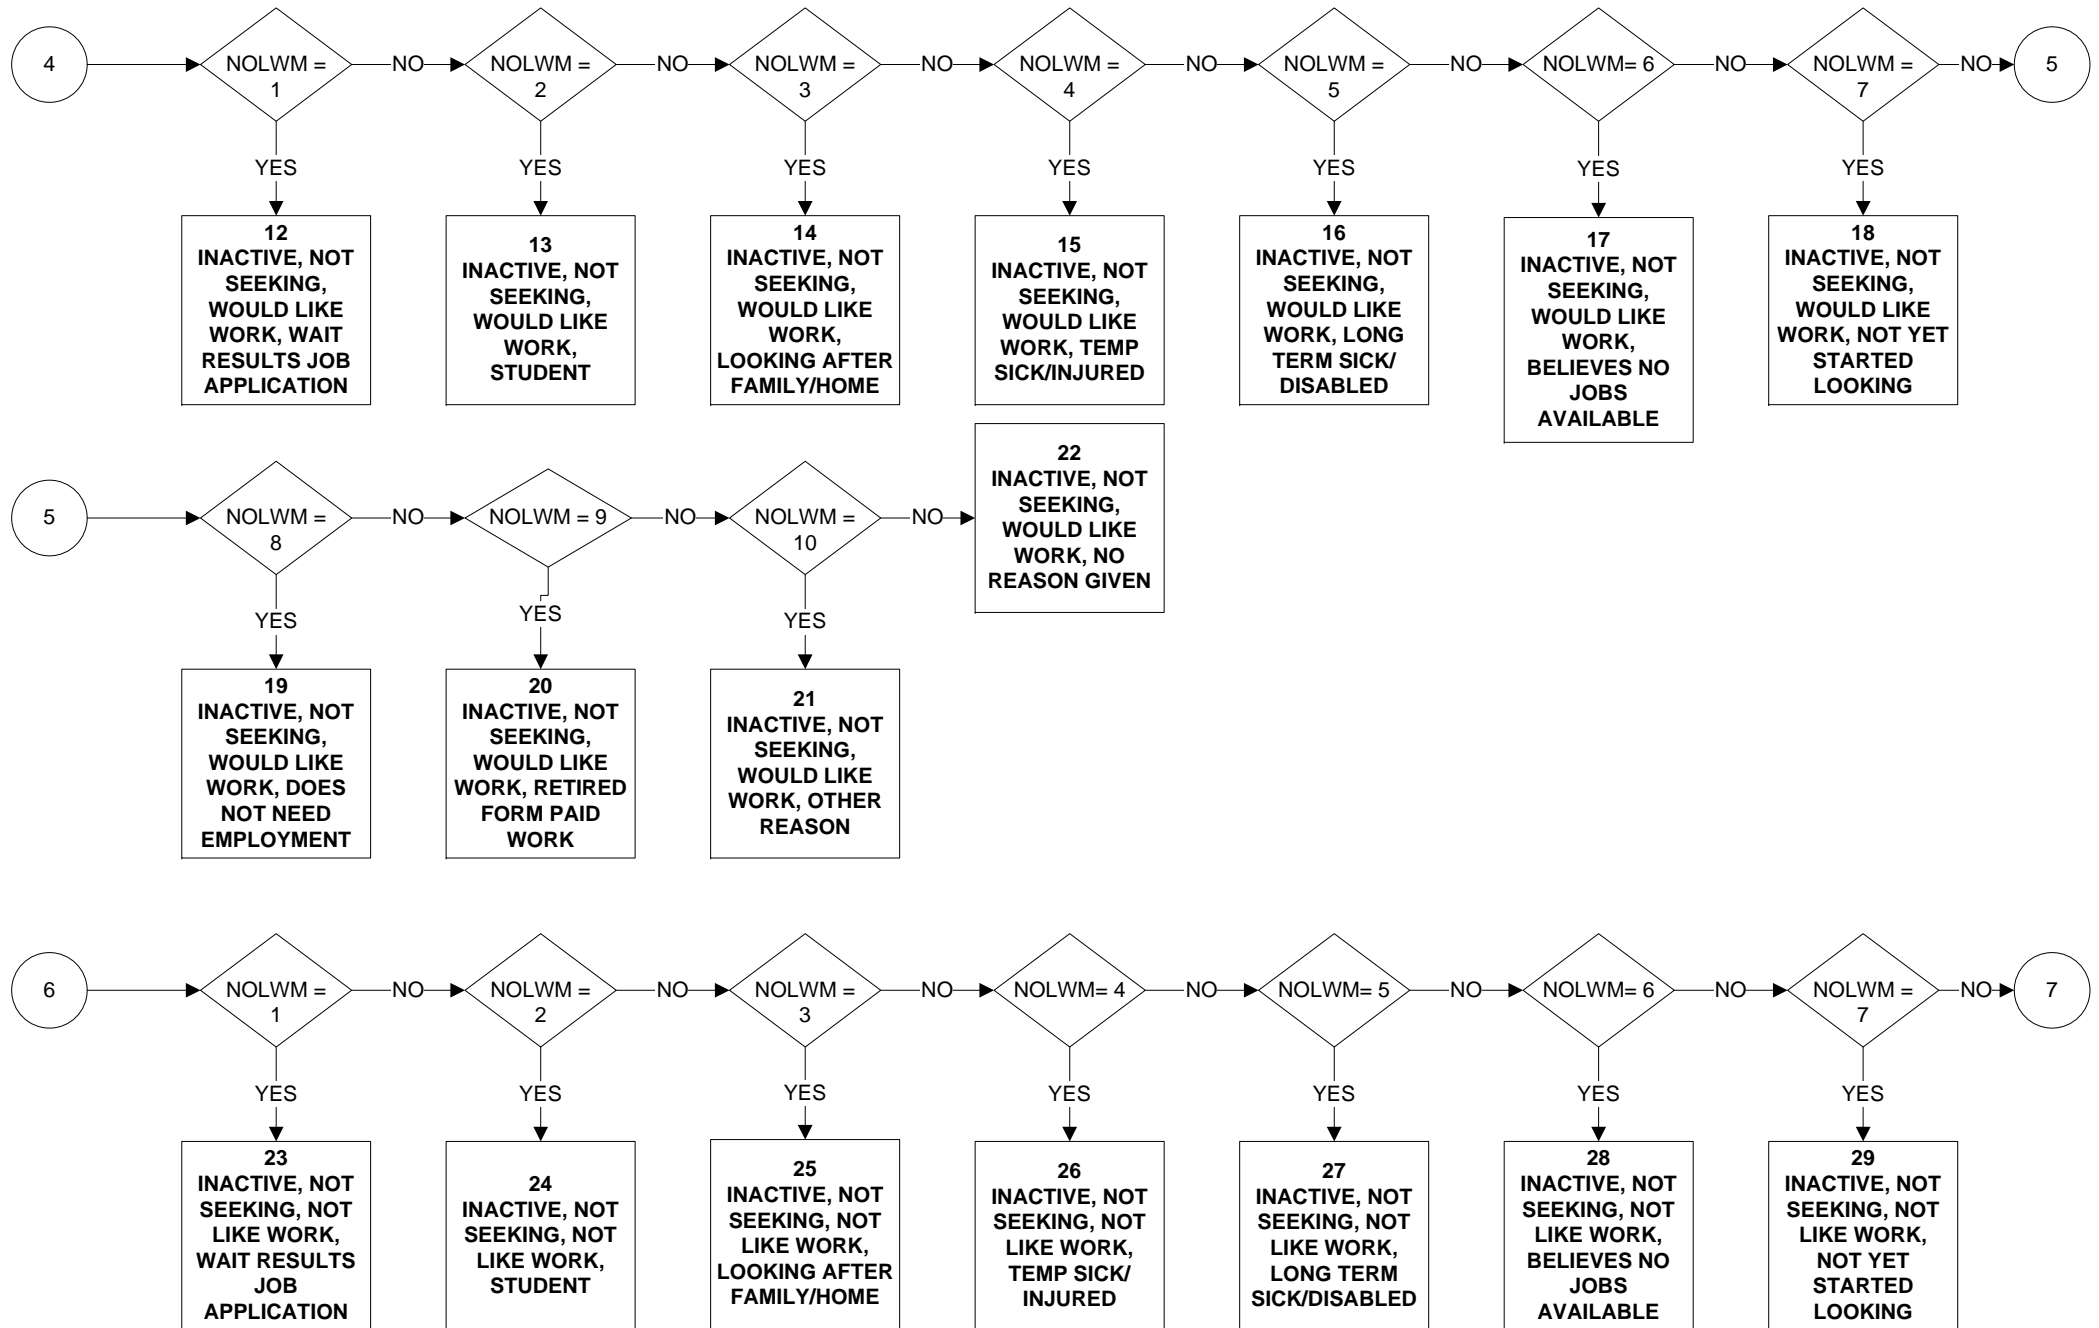 4
NOLWM =
1
NO
NOLWM =
2
NO
NOLWM =
3
NO
NOLWM =
4
NO
NOLWM =
5
NO
NOLWM= 6
NO
NOLWM =
7
NO
5
YES
YES
YES
YES
YES
YES
YES
12
INACTIVE, NOT
SEEKING,
WOULD LIKE
WORK, WAIT
RESULTS JOB
APPLICATION
13
INACTIVE, NOT
SEEKING,
WOULD LIKE
WORK,
STUDENT
14
INACTIVE, NOT
SEEKING,
WOULD LIKE
WORK,
LOOKING AFTER
FAMILY/HOME
15
INACTIVE, NOT
SEEKING,
WOULD LIKE
WORK, TEMP
SICK/INJURED
16
INACTIVE, NOT
SEEKING,
WOULD LIKE
WORK, LONG
TERM SICK/
DISABLED
17
INACTIVE, NOT
SEEKING,
WOULD LIKE
WORK,
BELIEVES NO
JOBS
AVAILABLE
18
INACTIVE, NOT
SEEKING,
WOULD LIKE
WORK, NOT YET
STARTED
LOOKING
5
NOLWM =
8
NO
NOLWM = 9
NO
NOLWM =
10
NO
22
INACTIVE, NOT
SEEKING,
WOULD LIKE
WORK, NO
REASON GIVEN
YES
YES
YES
19
INACTIVE, NOT
SEEKING,
WOULD LIKE
WORK, DOES
NOT NEED
EMPLOYMENT
20
INACTIVE, NOT
SEEKING,
WOULD LIKE
WORK, RETIRED
FORM PAID
WORK
21
INACTIVE, NOT
SEEKING,
WOULD LIKE
WORK, OTHER
REASON
6
NOLWM =
1
NO
NOLWM =
2
NO
NOLWM =
3
NO
NOLWM= 4
NO
NOLWM= 5
NO
NOLWM= 6
NO
NOLWM =
7
NO
7
YES
YES
YES
YES
YES
YES
YES
23
INACTIVE, NOT
SEEKING, NOT
LIKE WORK,
WAIT RESULTS
JOB
APPLICATION
24
INACTIVE, NOT
SEEKING, NOT
LIKE WORK,
STUDENT
25
INACTIVE, NOT
SEEKING, NOT
LIKE WORK,
LOOKING AFTER
FAMILY/HOME
26
INACTIVE, NOT
SEEKING, NOT
LIKE WORK,
TEMP SICK/
INJURED
27
INACTIVE, NOT
SEEKING, NOT
LIKE WORK,
LONG TERM
SICK/DISABLED
28
INACTIVE, NOT
SEEKING, NOT
LIKE WORK,
BELIEVES NO
JOBS
AVAILABLE
29
INACTIVE, NOT
SEEKING, NOT
LIKE WORK,
NOT YET
STARTED
LOOKING